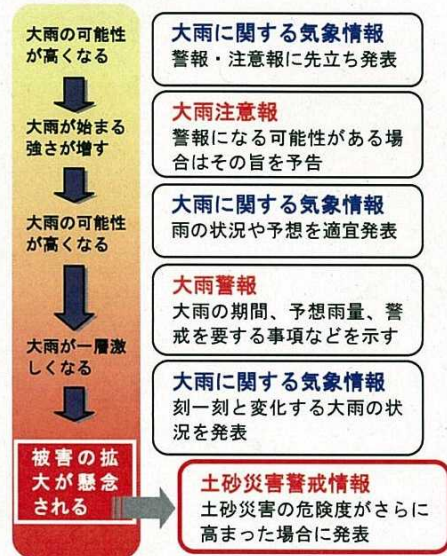 大雨の可能性
が高くなる
大雨に関する気象情報
警報・注意報に先立ち発表
大雨が始まる
強さが増す
大雨注意報
警報になる可能性がある場
合はその旨を予告
大雨の可能性
が高くなる
大雨に関する気象情報
雨の状況や予想を適宜発表
大雨警報
大雨の期間、予想雨量、警
戒を要する事項などを示す
大雨が一層激
しくなる
大雨に関する気象情報
刻一刻と変化する大雨の状
況を発表
被害の拡
大が懸念
される
土砂災害警戒情報
土砂災害の危険度がさらに
高まった場合に発表